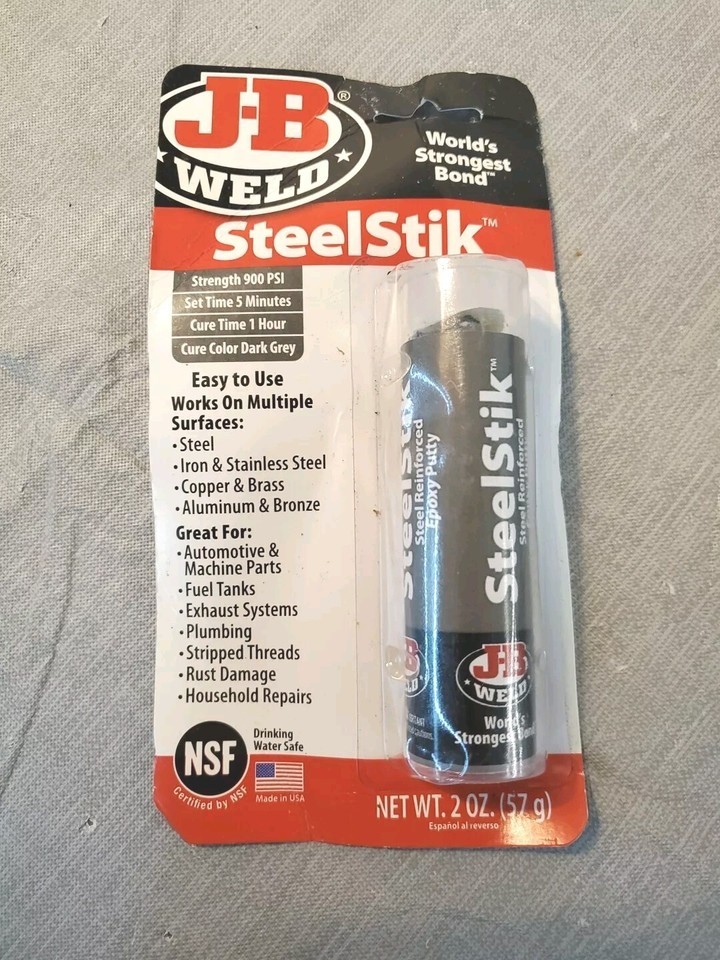 J-B
WELD
®
World's
Strongest
Bond™
SteelStik™
Strength 900 PSI
Set Time 5 Minutes
Cure Time 1 Hour
Cure Color Dark Grey
Easy to Use
Works On Multiple
Surfaces:
•Steel
•Iron & Stainless Steel
•Copper & Brass
•Aluminum & Bronze
Great For:
•Automotive &
Machine Parts
•Fuel Tanks
•Exhaust Systems
•Plumbing
•Stripped Threads
•Rust Damage
•Household Repairs
NSF
Certified by NSF
Drinking
Water Safe
Made in USA
SteelStik
Steel Reinforced
Epoxy Putty
SteelStik™
Steel Reinforced
J-B
WELD
World's
Strongest Bond
NET WT. 2 OZ. (57 g)
Español al reverso